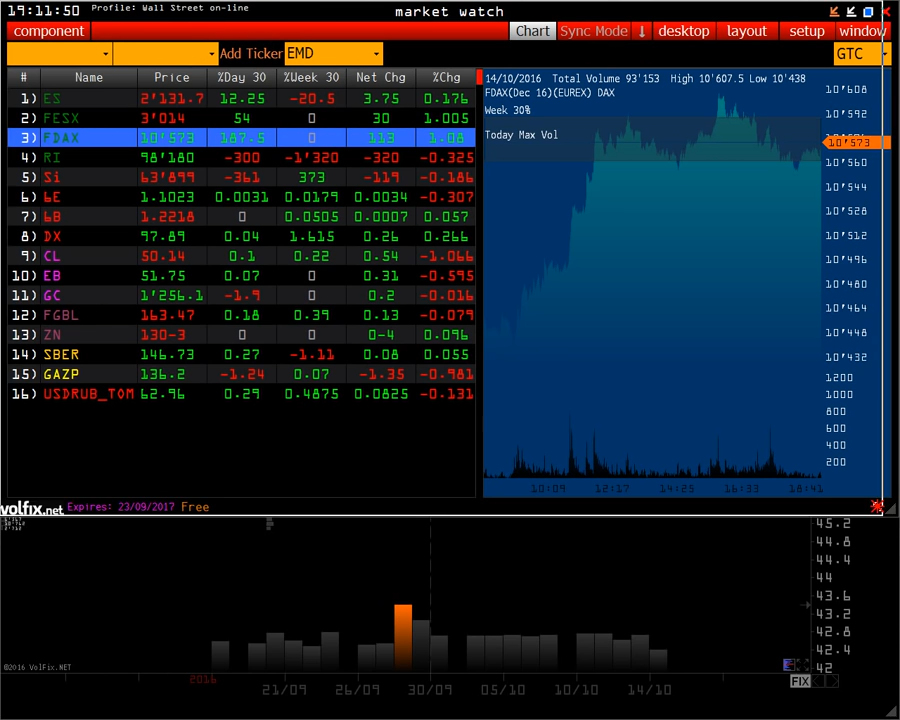 19:11:50 Profile: Wall Street on-line market watch
component Chart Sync Mode ↓ desktop layout setup window
Add Ticker EMD GTC
# Name Price %Day 30 %Week 30 Net Chg %Chg
1) ES 2'131.7 12.25 -20.5 3.75 0.176
2) FESX 3'014 54 0 30 1.005
3) FDAX 10'573 187.5 0 113 1.08
4) RI 98'180 -300 -1'320 -320 -0.325
5) Si 63'899 -361 373 -119 -0.186
6) 6E 1.1023 0.0031 0.0179 0.0034 -0.307
7) 6B 1.2218 0 0.0505 0.0007 0.057
8) DX 97.89 0.04 1.615 0.26 0.266
9) CL 50.14 0.1 0.22 0.54 -1.066
10) EB 51.75 0.07 0 0.31 -0.595
11) GC 1'256.1 -1.9 0 0.2 -0.016
12) FGBL 163.47 0.18 0.39 0.13 -0.079
13) ZN 130-3 0 0 0-4 0.096
14) SBER 146.73 0.27 -1.11 0.08 0.055
15) GAZP 136.2 -1.24 0.07 -1.35 -0.981
16) USDRUB_TOM 62.96 0.29 0.4875 0.0825 -0.131
14/10/2016 Total Volume 93'153 High 10'607.5 Low 10'438
FDAX(Dec 16)(EUREX) DAX
Week 30%
Today Max Vol
10'608
10'592
10'573
10'560
10'544
10'528
10'512
10'496
10'480
10'464
10'448
10'432
1200
1000
800
600
400
200
10:09 12:17 14:25 16:33 18:41
volfix.net Expires: 23/09/2017 Free
45.2
44.8
44.4
44
43.6
43.2
42.8
42.4
42
©2016 VolFix.NET
FIX
2016 21/09 26/09 30/09 05/10 10/10 14/10